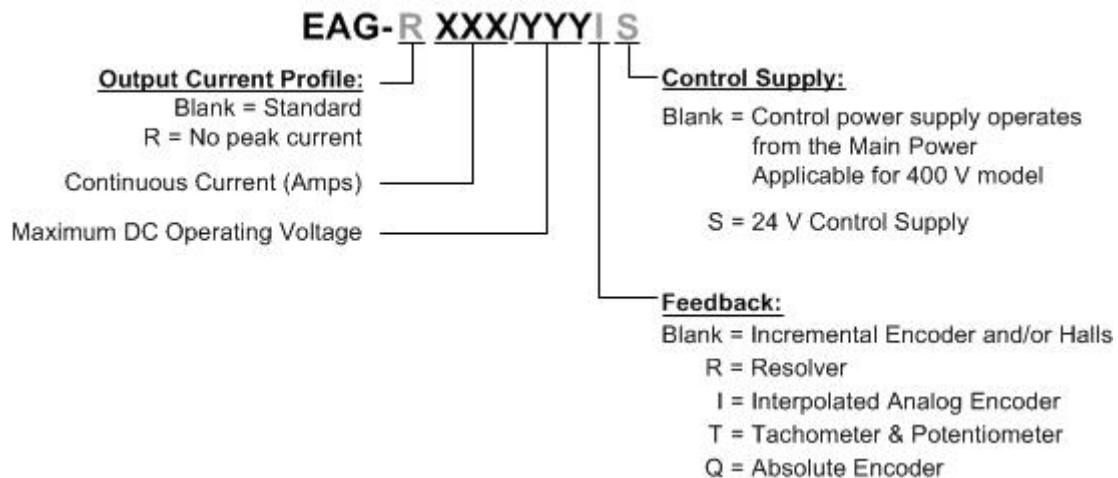 EAG-R XXX/YYYI S
Output Current Profile:
Blank = Standard
R = No peak current
Continuous Current (Amps)
Maximum DC Operating Voltage
Control Supply:
Blank = Control power supply operates
from the Main Power
Applicable for 400 V model
S = 24 V Control Supply
Feedback:
Blank = Incremental Encoder and/or Halls
R = Resolver
I = Interpolated Analog Encoder
T = Tachometer & Potentiometer
Q = Absolute Encoder